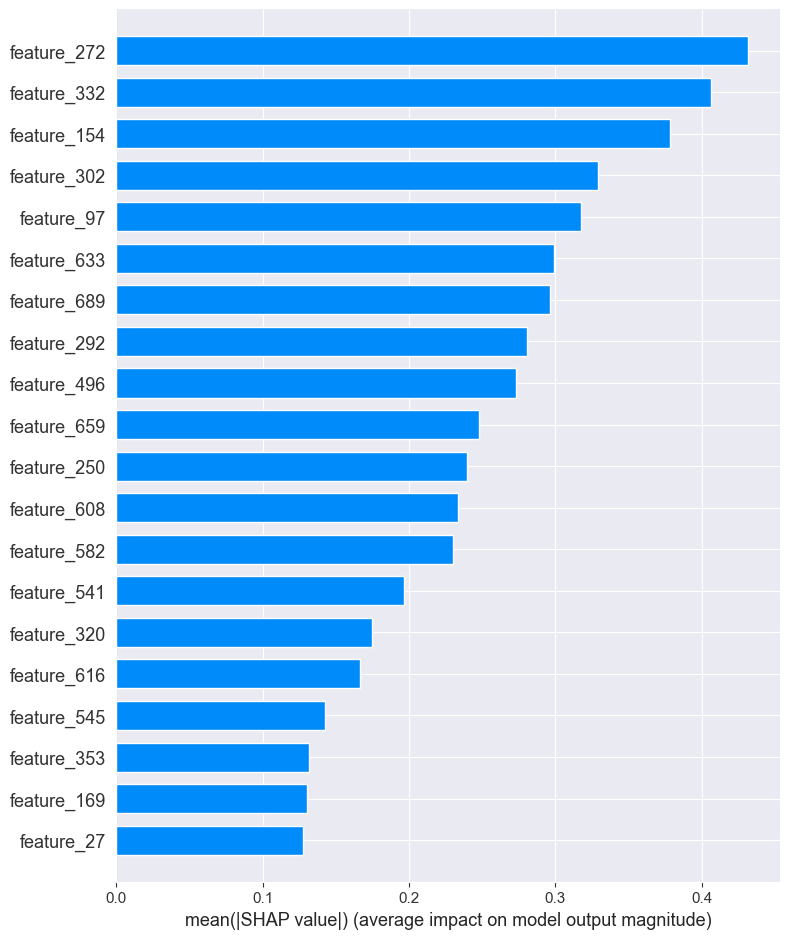 feature_272
feature_332
feature_154
feature_302
feature_97
feature_633
feature_689
feature_292
feature_496
feature_659
feature_250
feature_608
feature_582
feature_541
feature_320
feature_616
feature_545
feature_353
feature_169
feature_27
0.0 0.1 0.2 0.3 0.4
mean(|SHAP value|) (average impact on model output magnitude)